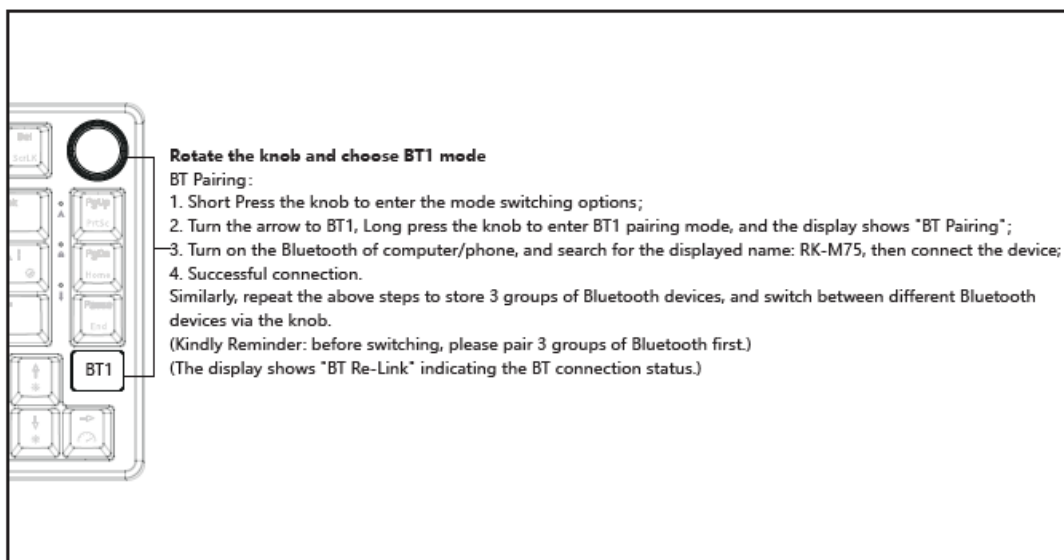 Del
ScrLK
PgUp
PrtSc
PgDn
Home
Pause
End
BT1
Rotate the knob and choose BT1 mode
BT Pairing:
1. Short Press the knob to enter the mode switching options;
2. Turn the arrow to BT1, Long press the knob to enter BT1 pairing mode, and the display shows "BT Pairing";
3. Turn on the Bluetooth of computer/phone, and search for the displayed name: RK-M75, then connect the device;
4. Successful connection.
Similarly, repeat the above steps to store 3 groups of Bluetooth devices, and switch between different Bluetooth
devices via the knob.
(Kindly Reminder: before switching, please pair 3 groups of Bluetooth first.)
(The display shows "BT Re-Link" indicating the BT connection status.)